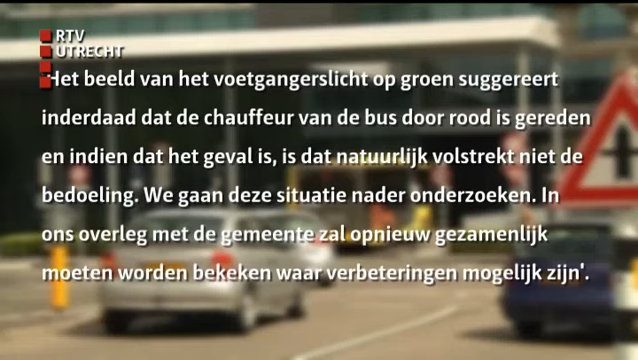 RTV
UTRECHT
'Het beeld van het voetgangerslicht op groen suggereert
inderdaad dat de chauffeur van de bus door rood is gereden
en indien dat het geval is, is dat natuurlijk volstrekt niet de
bedoeling. We gaan deze situatie nader onderzoeken. In
ons overleg met de gemeente zal opnieuw gezamenlijk
moeten worden bekeken waar verbeteringen mogelijk zijn'.